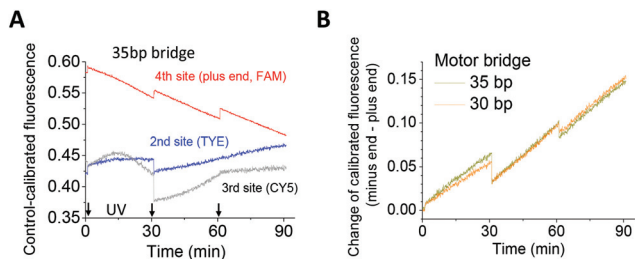 A
35bp bridge
Control-calibrated fluorescence
0.60
0.55
0.50
0.45
0.40
0.35
4th site (plus end, FAM)
2nd site (TYE)
3rd site (CY5)
UV
0
30
60
90
Time (min)
B
Change of calibrated fluorescence
(minus end - plus end)
0.15
0.10
0.05
0.00
Motor bridge
35 bp
30 bp
0
30
60
90
Time (min)